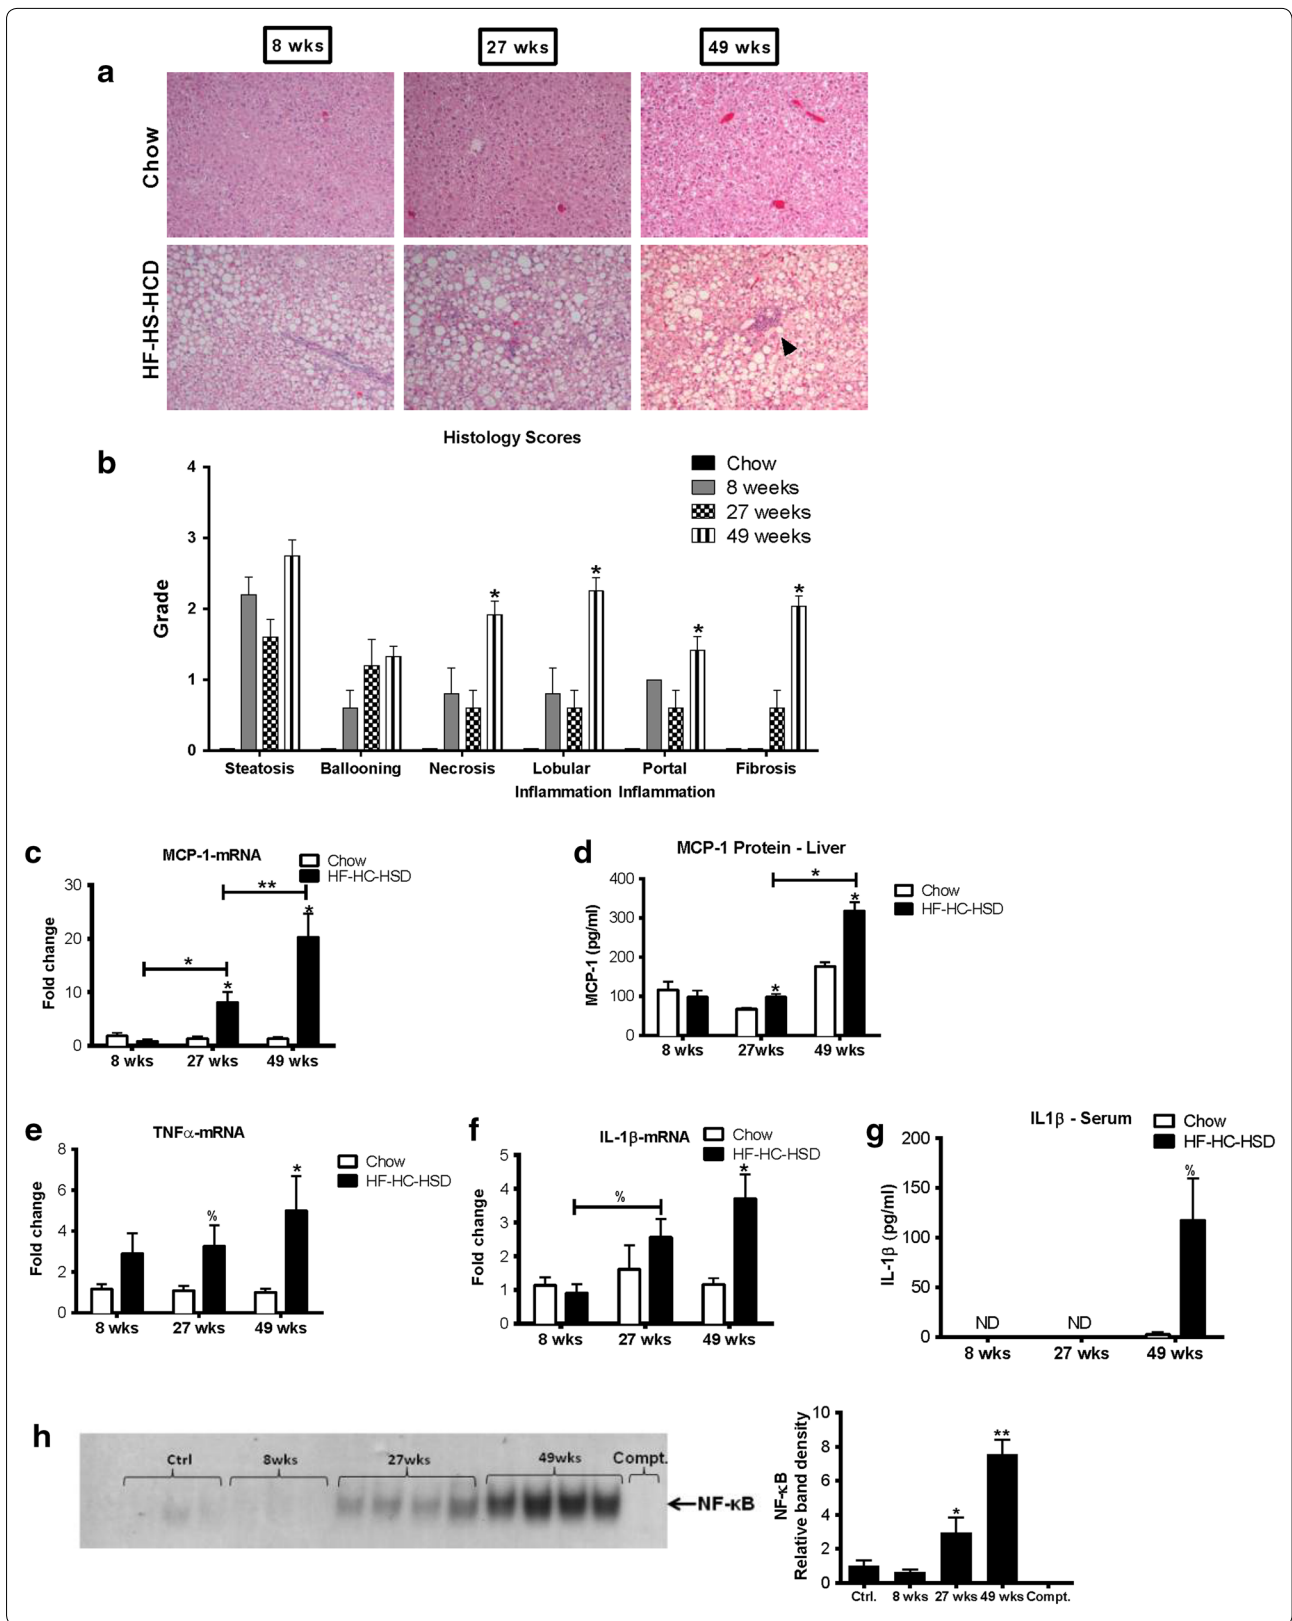 8 wks
27 wks
49 wks
a
Chow
HF-HS-HCD
Histology Scores
b
4
3
2
1
0
Grade
Chow
8 weeks
27 weeks
49 weeks
*
*
*
*
Steatosis
Ballooning
Necrosis
Lobular Inflammation
Portal Inflammation
Fibrosis
c
MCP-1-mRNA
Chow
HF-HC-HSD
30
20
10
0
Fold change
**
*
*
*
8 wks
27 wks
49 wks
d
MCP-1 Protein - Liver
Chow
HF-HC-HSD
400
300
200
100
0
MCP-1 (pg/ml)
*
*
*
8 wks
27wks
49 wks
e
TNFα-mRNA
Chow
HF-HC-HSD
8
6
4
2
0
Fold change
%
*
8 wks
27 wks
49 wks
f
IL-1β-mRNA
Chow
HF-HC-HSD
5
4
3
2
1
0
Fold change
%
*
8 wks
27 wks
49 wks
g
IL1β - Serum
Chow
HF-HC-HSD
200
150
100
50
0
IL-1β (pg/ml)
ND
ND
%
8 wks
27 wks
49 wks
h
Ctrl
8wks
27wks
49wks
Compt.
NF-κB
NF-κB
Relative band density
10
8
6
4
2
0
*
**
Ctrl.
8 wks
27 wks
49 wks
Compt.